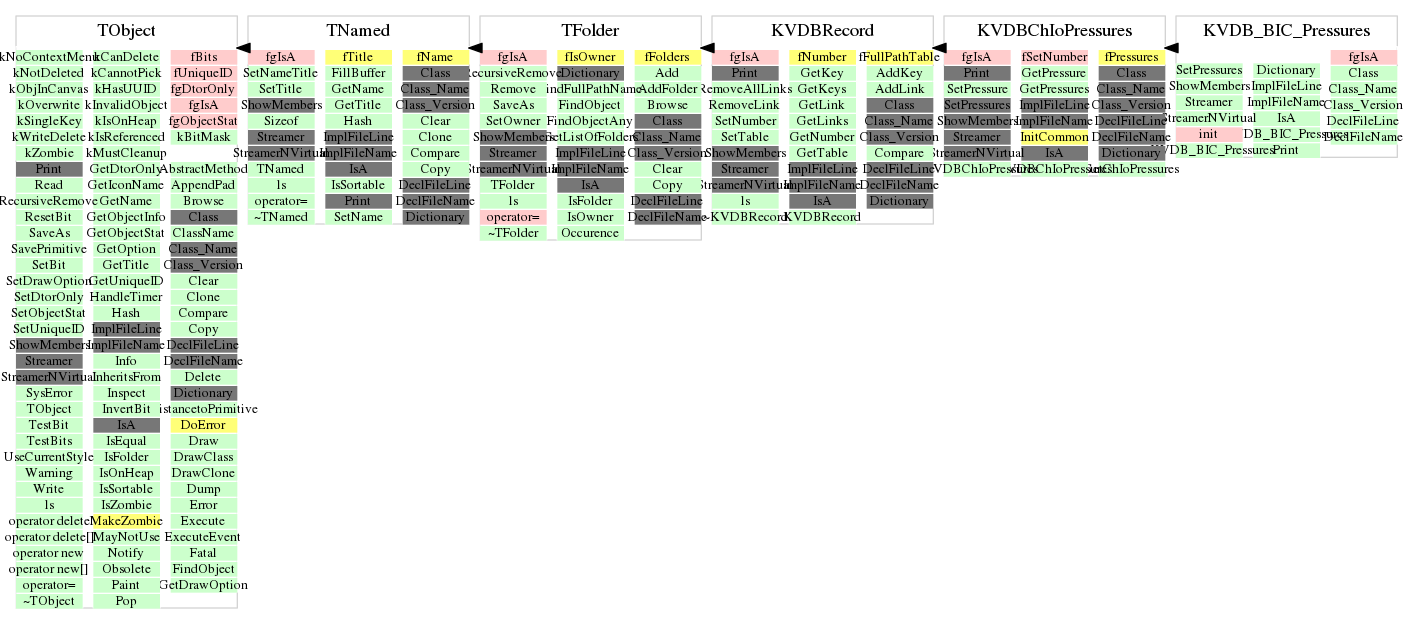 TObject
kNoContextMenu kCanDelete fBits
kNotDeleted kCannotPick fUniqueID
kObjInCanvas kHasUUID fgDtorOnly
kOverwrite kInvalidObject fgIsA
kSingleKey kIsOnHeap fgObjectStat
kWriteDelete kIsReferenced kBitMask
kZombie kMustCleanup
Print GetDtorOnly AbstractMethod
Read GetIconName AppendPad
RecursiveRemove GetName Browse
ResetBit GetObjectInfo Class
SaveAs GetObjectStat ClassName
SavePrimitive GetOption Class_Name
SetBit GetTitle Class_Version
SetDrawOption GetUniqueID Clear
SetDtorOnly HandleTimer Clone
SetObjectStat Hash Compare
SetUniqueID ImplFileLine Copy
ShowMembers ImplFileName DeclFileLine
Streamer Info DeclFileName
StreamerNVirtual InheritsFrom Delete
SysError Inspect Dictionary
TObject InvertBit istancetoPrimitive
TestBit IsA DoError
TestBits IsEqual Draw
UseCurrentStyle IsFolder DrawClass
Warning IsOnHeap DrawClone
Write IsSortable Dump
ls IsZombie Error
operator delete MakeZombie Execute
operator delete[] MayNotUse ExecuteEvent
operator new Notify Fatal
operator new[] Obsolete FindObject
operator= Paint GetDrawOption
~TObject Pop
TNamed
fgIsA fTitle fName
SetNameTitle FillBuffer Class
SetTitle GetName Class_Name
ShowMembers GetTitle Class_Version
Sizeof Hash Clear
Streamer ImplFileLine Clone
StreamerNVirtual ImplFileName Compare
TNamed IsA Copy
ls IsSortable DeclFileLine
operator= Print DeclFileName
~TNamed SetName Dictionary
TFolder
fgIsA fIsOwner fFolders
RecursiveRemove Dictionary Add
Remove indFullPathName AddFolder
SaveAs FindObject Browse
SetOwner FindObjectAny Class
ShowMembers GetListOfFolders Class_Name
Streamer ImplFileLine Class_Version
StreamerNVirtual ImplFileName Clear
TFolder IsA Copy
ls IsFolder DeclFileLine
operator= IsOwner DeclFileName
~TFolder Occurence
KVDBRecord
fgIsA fNumber fFullPathTable
Print GetKey AddKey
RemoveAllLinks GetKeys AddLink
RemoveLink GetLink Class
SetNumber GetLinks Class_Name
SetTable GetNumber Class_Version
ShowMembers GetTable Compare
Streamer ImplFileLine DeclFileLine
StreamerNVirtual ImplFileName DeclFileName
ls IsA Dictionary
~KVDBRecord KVDBRecord
KVDBChIoPressures
fgIsA fSetNumber fPressures
Print GetPressure Class
SetPressure GetPressures Class_Name
SetPressures ImplFileLine Class_Version
ShowMembers ImplFileName DeclFileLine
Streamer InitCommon DeclFileName
StreamerNVirtual IsA Dictionary
KVDB_BIC_Pressures
fgIsA
SetPressures Dictionary Class
ShowMembers ImplFileLine Class_Name
Streamer ImplFileName Class_Version
StreamerNVirtual IsA DeclFileLine
init DeclFileName
Print